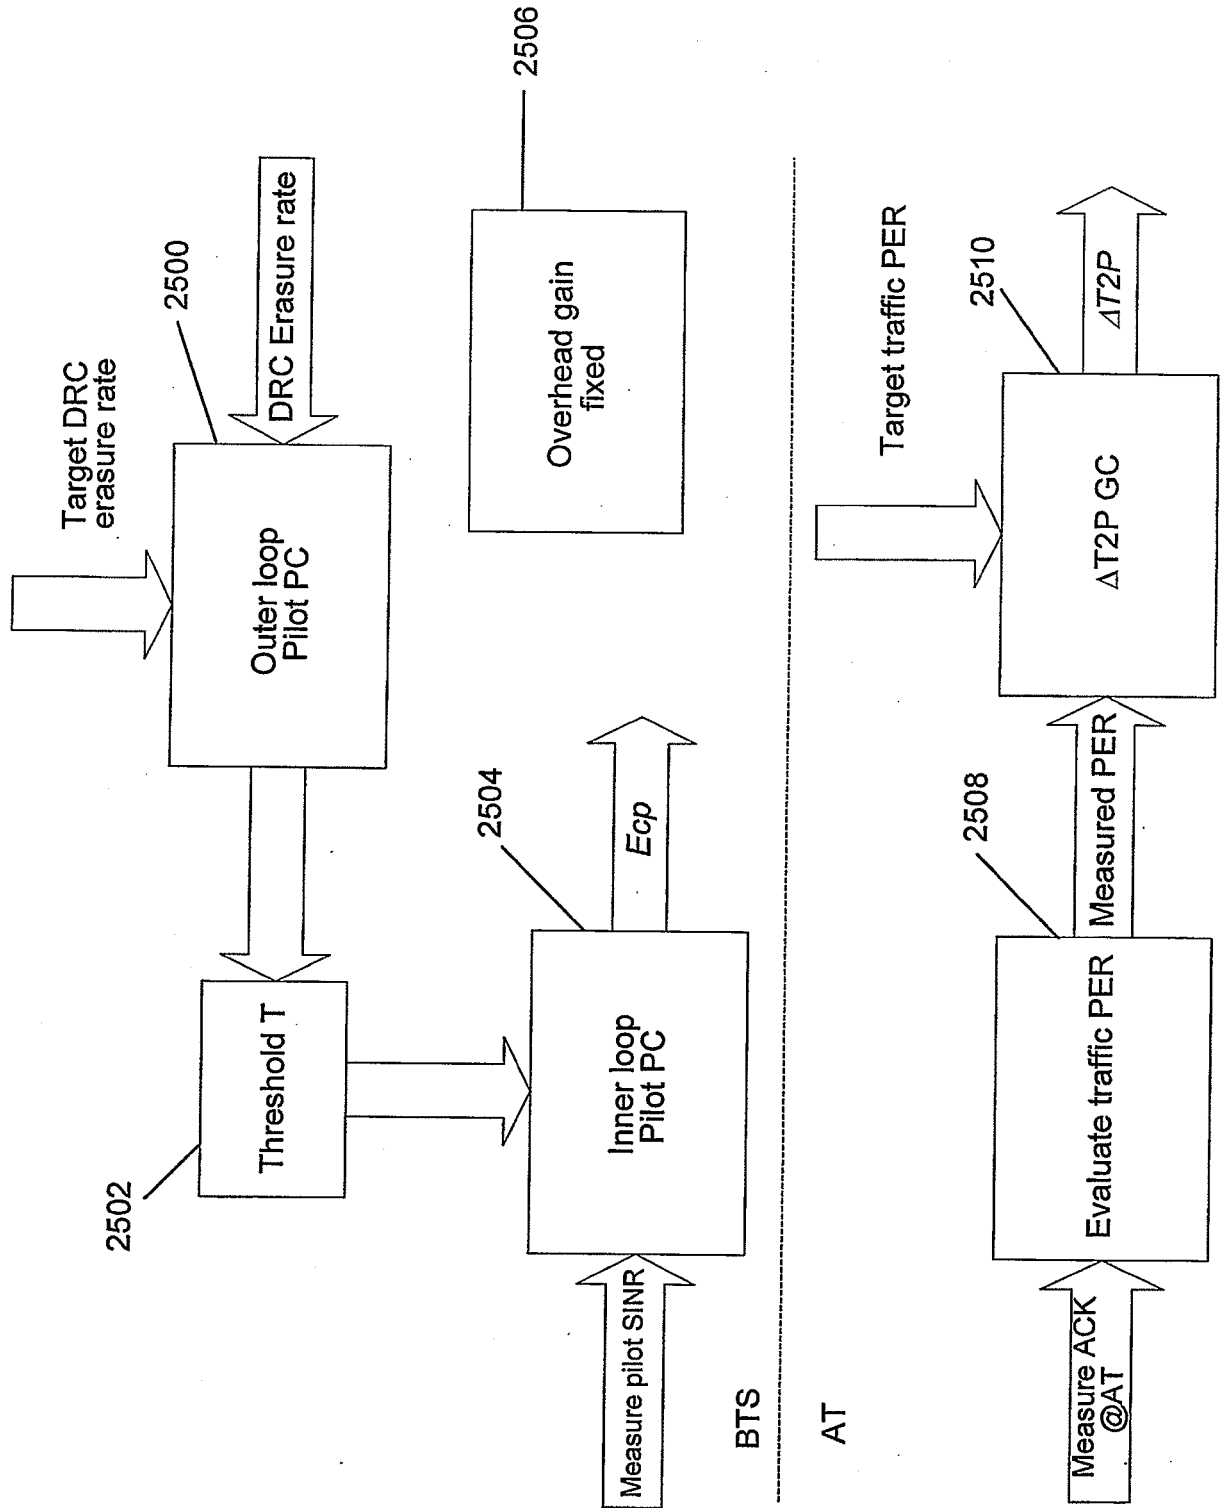 Target DRC
erasure rate
2500
Outer loop
Pilot PC
DRC Erasure rate
2502
Threshold T
2504
Measure pilot SINR
Inner loop
Pilot PC
Ecp
2506
Overhead gain
fixed
BTS
AT
Target traffic PER
2508
Measure ACK
@AT
Evaluate traffic PER
Measured PER
2510
ΔT2P GC
ΔT2P